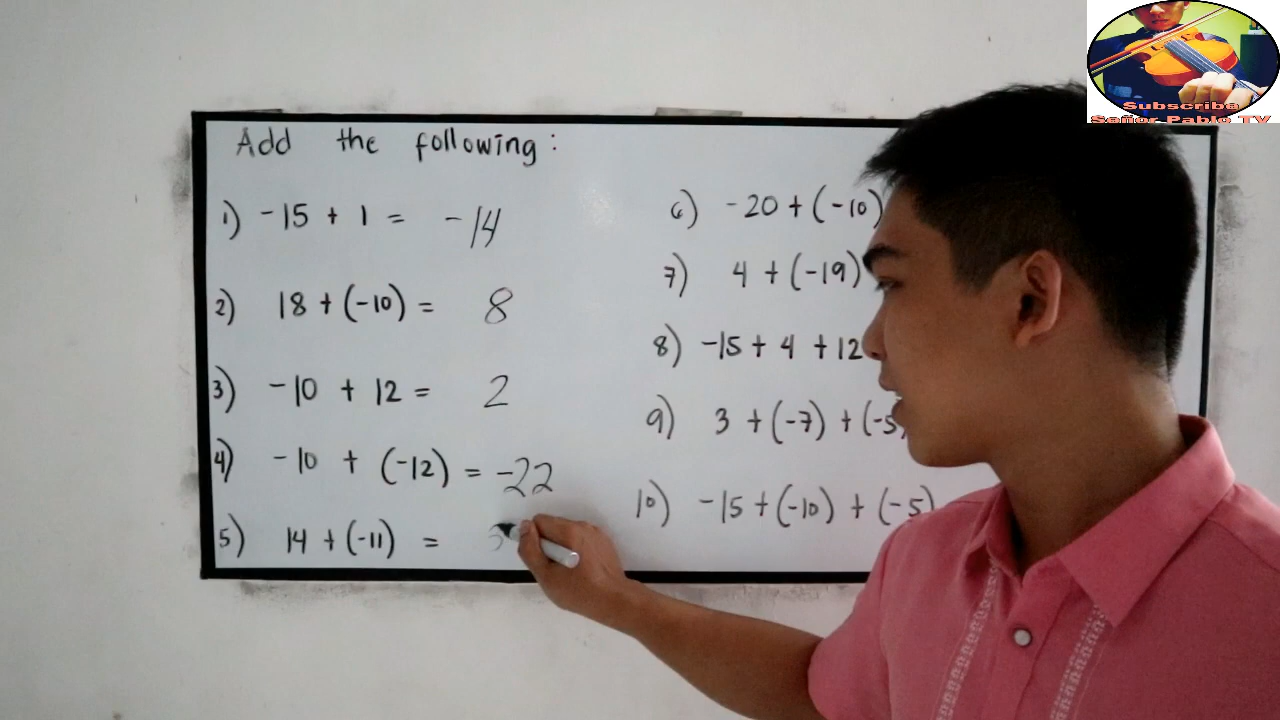 Add the following:
1) -15 + 1 = -14
2) 18 + (-10) = 8
3) -10 + 12 = 2
4) -10 + (-12) = -22
5) 14 + (-11) =
6) -20 + (-10)
7) 4 + (-19)
8) -15 + 4 + 12
9) 3 + (-7) + (-5)
10) -15 + (-10) + (-5)
Subscribe
Señor Pablo TV